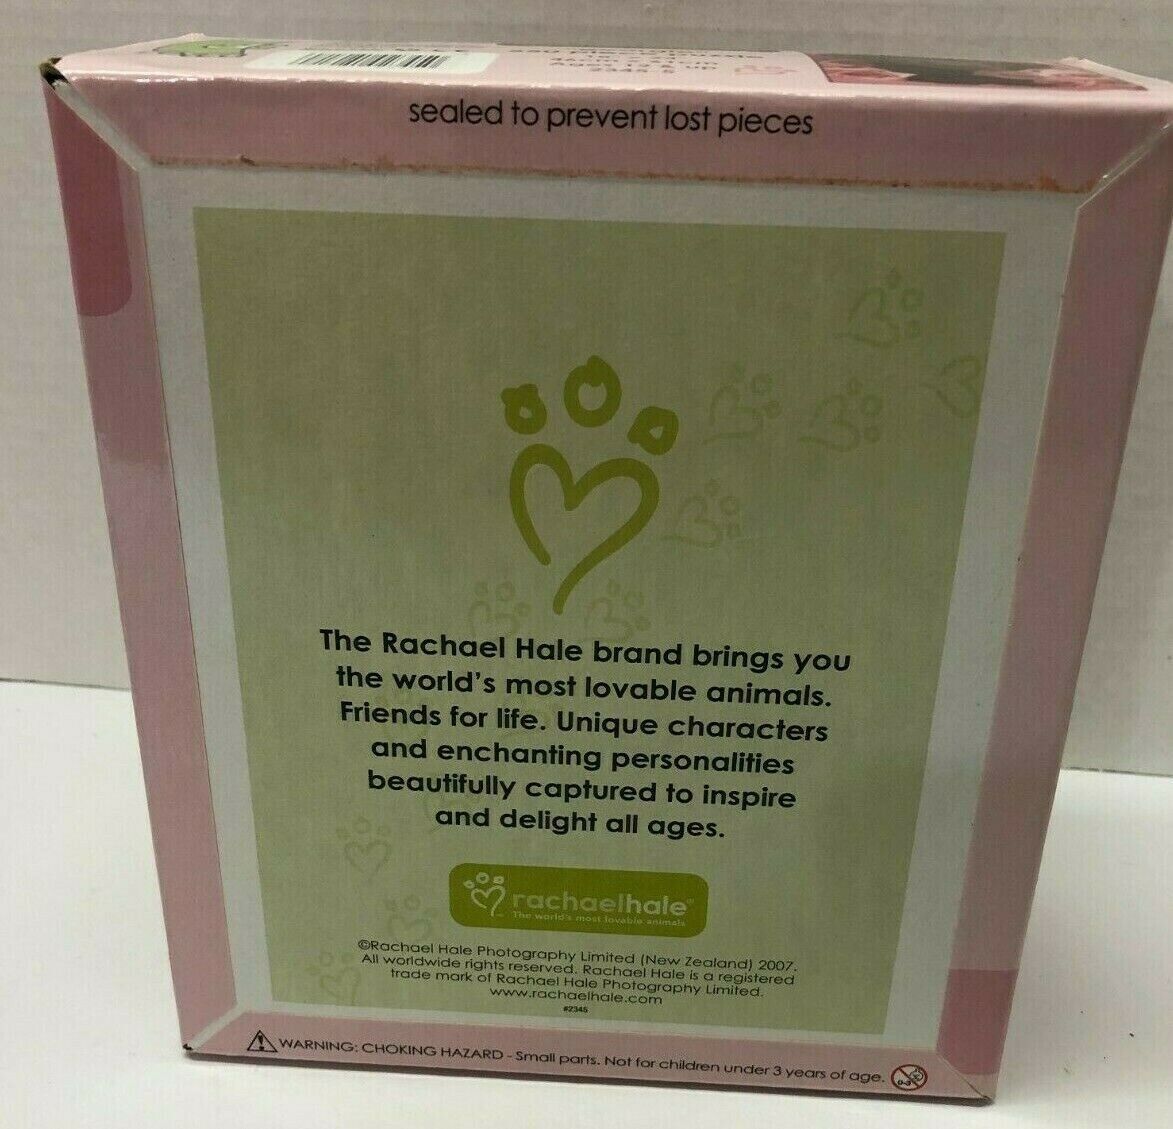 sealed to prevent lost pieces
The Rachael Hale brand brings you
the world's most lovable animals.
Friends for life. Unique characters
and enchanting personalities
beautifully captured to inspire
and delight all ages.
rachaelhale®
The world's most lovable animals
©Rachael Hale Photography Limited (New Zealand) 2007.
All worldwide rights reserved. Rachael Hale is a registered
trade mark of Rachael Hale Photography Limited.
www.rachaelhale.com
#2345
WARNING: CHOKING HAZARD - Small parts. Not for children under 3 years of age.
0-3